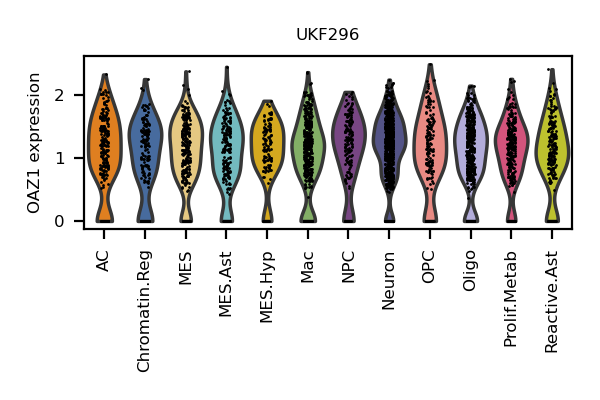 UKF296
OAZ1 expression
2
1
0
AC
Chromatin.Reg
MES
MES.Ast
MES.Hyp
Mac
NPC
Neuron
OPC
Oligo
Prolif.Metab
Reactive.Ast